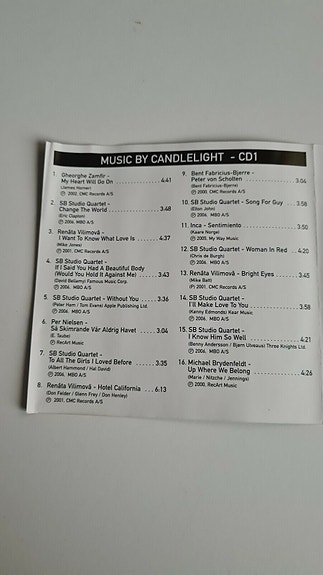 MUSIC BY CANDLELIGHT - CD1
1. Gheorghe Zamfir -
My Heart Will Go On . . . . . . . . . . . 4:41
(James Horner)
℗ 2000. CMC Records A/S
2. SB Studio Quartet -
Change The World . . . . . . . . . . . . . 3:48
(Eric Clapton)
℗ 2006. MBO A/S
3. Renáta Vilimová -
I Want To Know What Love Is . . . . 4:37
(Mike Jones)
℗ 2001. CMC Records A/S
4. SB Studio Quartet -
If I Said You Had A Beautiful Body
(Would You Hold It Against Me) . . . . 3.43
(David Bellamy) Famous Music Corp.
℗ 2006. MBO A/S
5. SB Studio Quartet - Without You . . . . 3.36
(Peter Ham / Tom Evans) Apple Publishing Ltd.
℗ 2006. MBO A/S
6. Per Nielsen -
Så Skimrande Vár Aldrig Havet . . . . 3:04
(E. Taube)
℗ RecArt Music
7. SB Studio Quartet -
To All The Girls I Loved Before . . . . . 3.35
(Albert Hammond / Hal David)
℗ 2006. MBO A/S
8. Renáta Vilimová - Hotel California . . . . 6:13
(Don Felder / Glenn Frey / Don Henley)
℗ 2001. CMC Records A/S
9. Bent Fabricius-Bjerre -
Peter von Scholten . . . . . . . . . . . . 3.04
(Bent Fabricius-Bjerre)
℗ 2000. CMC Records A/S
10. SB Studio Quartet - Song For Guy . . . . 3.58
(Elton John)
℗ 2006. MBO A/S
11. Inca - Sentimiento . . . . . . . . . . . . 3:50
(Kaare Norge)
℗ 2005. My Way Music
12. SB Studio Quartet - Woman In Red . . 4.20
(Chris de Burgh)
℗ 2006. MBO A/S
13. Renáta Vilimová - Bright Eyes . . . . . 3.45
(Mike Batt)
(P) 2001. CMC Records A/S
14. SB Studio Quartet -
I'll Make Love To You . . . . . . . . . . 3.58
(Kenny Edmonds) Kear Music
℗ 2006. MBO A/S
15. SB Studio Quartet -
I Know Him So Well . . . . . . . . . . . 4.21
(Benny Andersson / Bjørn Ulvaeus) Three Knights Ltd.
℗ 2006. MBO A/S
16. Michael Brydenfeldt -
Up Where We Belong . . . . . . . . . . . 4:26
(Marie / Nitzche / Jennings)
℗ 2000. RecArt Music